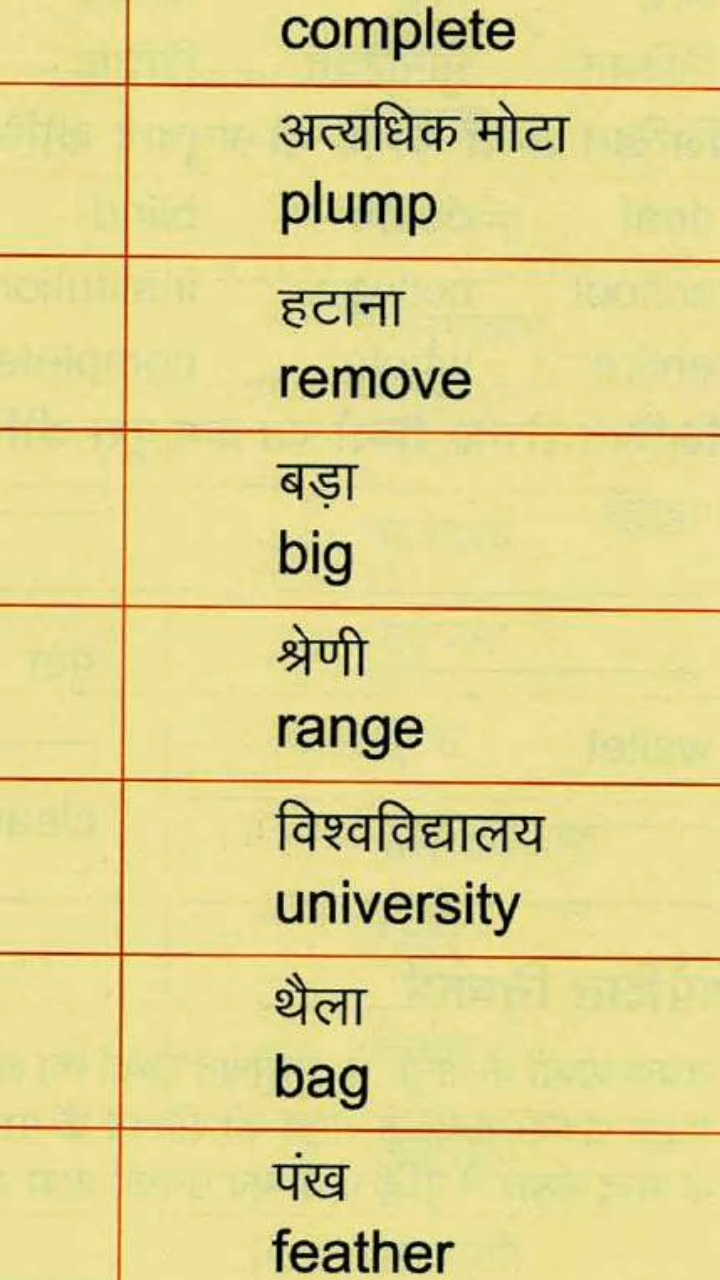 complete
अत्यधिक मोटा
plump
हटाना
remove
बड़ा
big
श्रेणी
range
विश्वविद्यालय
university
थैला
bag
पंख
feather